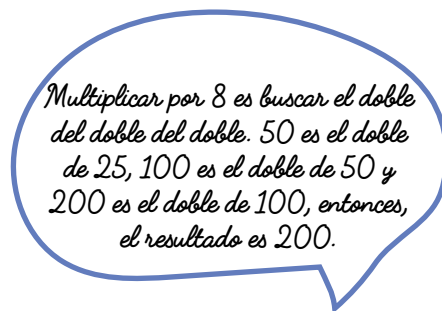 Multiplicar por 8 es buscar el doble
del doble del doble. 50 es el doble
de 25, 100 es el doble de 50 y
200 es el doble de 100, entonces,
el resultado es 200.